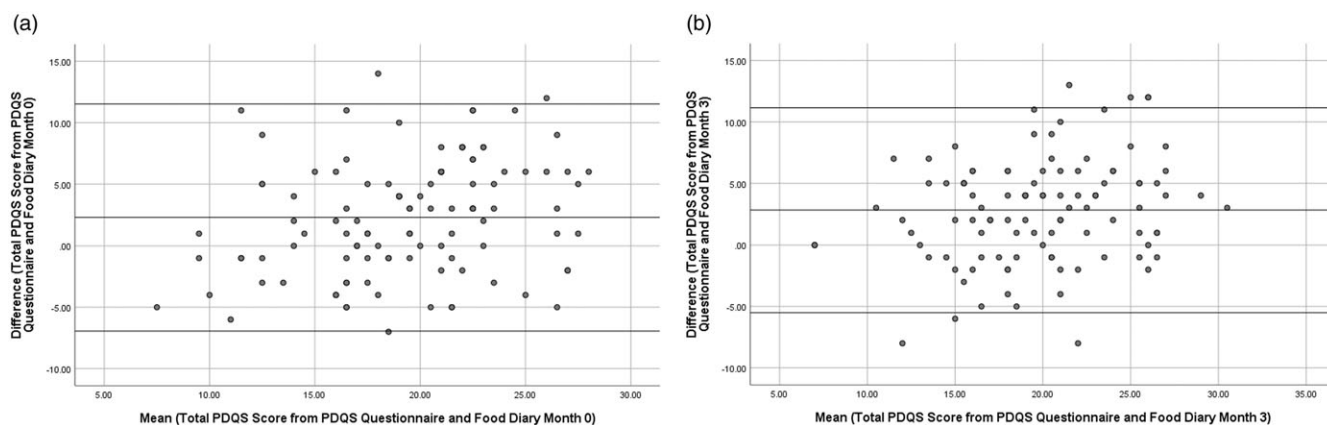 (a)
Difference (Total PDQS Score from PDQS
Questionnaire and Food Diary Month 0)
15.00
10.00
5.00
.00
-5.00
-10.00
5.00 10.00 15.00 20.00 25.00 30.00
Mean (Total PDQS Score from PDQS Questionnaire and Food Diary Month 0)
(b)
Difference (Total PDQS Score from PDQS
Questionnaire and Food Diary Month 3)
15.00
10.00
5.00
.00
-5.00
-10.00
5.00 10.00 15.00 20.00 25.00 30.00 35.00
Mean (Total PDQS Score from PDQS Questionnaire and Food Diary Month 3)